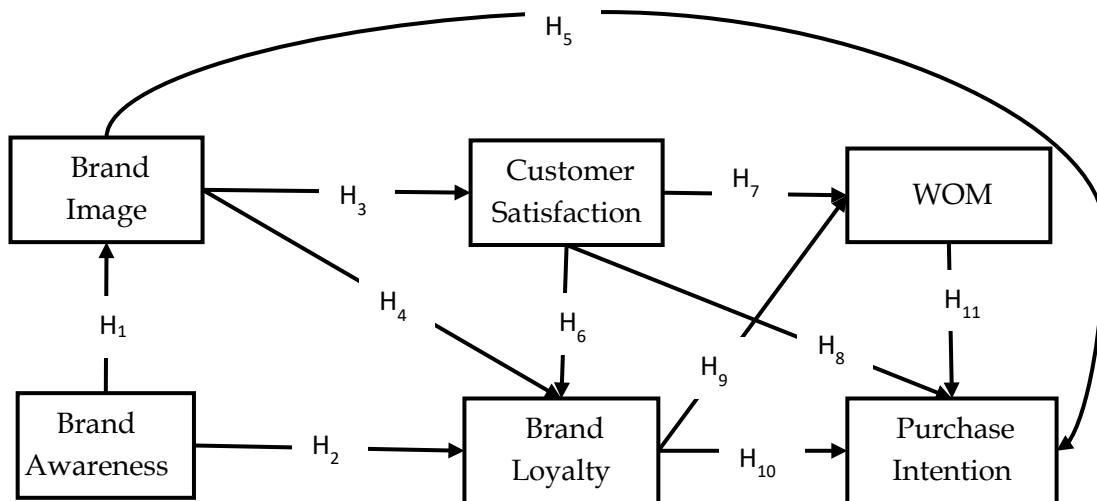 H5
Brand
Image
H3
Customer
Satisfaction
H7
WOM
H1
H4
H6
H9
H8
H11
Brand
Awareness
H2
Brand
Loyalty
H10
Purchase
Intention